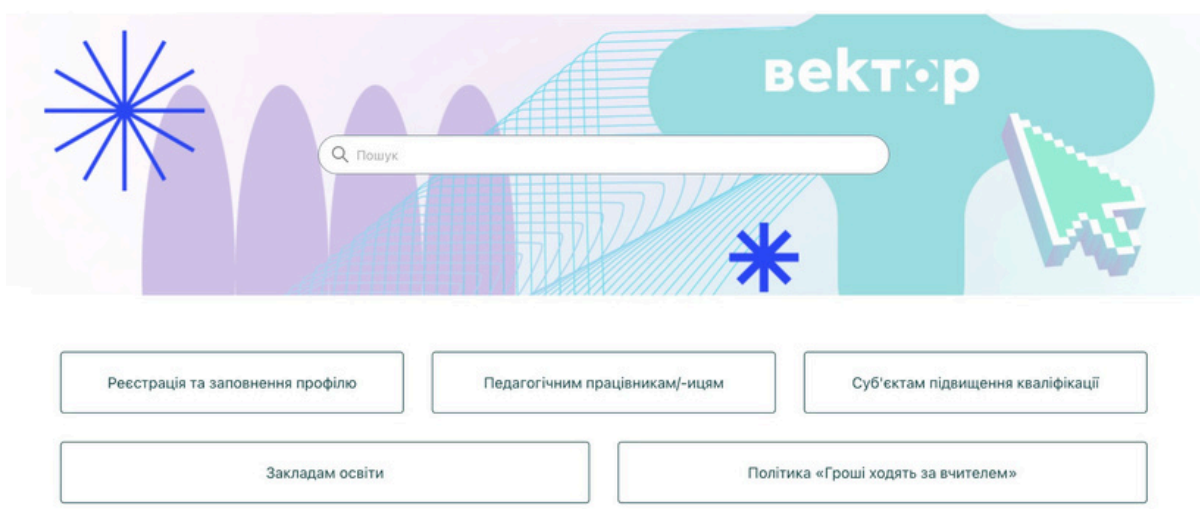 вектор
Пошук
Реєстрація та заповнення профілю
Педагогічним працівникам/-ицям
Суб'єктам підвищення кваліфікації
Закладам освіти
Політика «Гроші ходять за вчителем»